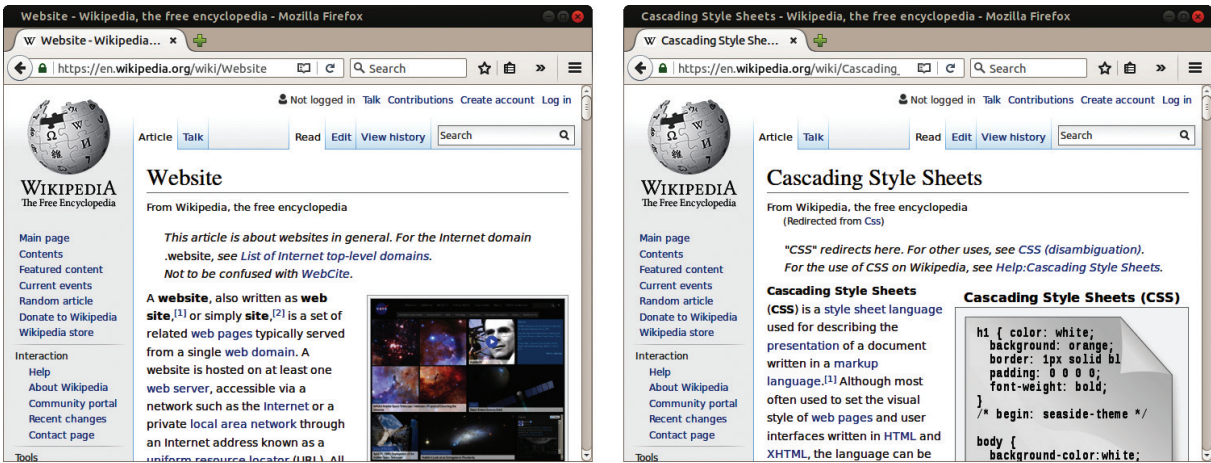 Website - Wikipedia, the free encyclopedia - Mozilla Firefox
W Website - Wikipedia... ×
https://en.wikipedia.org/wiki/Website
Search
Not logged in Talk Contributions Create account Log in
Article Talk Read Edit View history Search
WIKIPEDIA
The Free Encyclopedia
Main page
Contents
Featured content
Current events
Random article
Donate to Wikipedia
Wikipedia store
Interaction
Help
About Wikipedia
Community portal
Recent changes
Contact page
Tools
Website
From Wikipedia, the free encyclopedia
This article is about websites in general. For the Internet domain
.website, see List of Internet top-level domains.
Not to be confused with WebCite.
A website, also written as web
site,[1] or simply site,[2] is a set of
related web pages typically served
from a single web domain. A
website is hosted on at least one
web server, accessible via a
network such as the Internet or a
private local area network through
an Internet address known as a
uniform resource locator (URL). All
Cascading Style Sheets - Wikipedia, the free encyclopedia - Mozilla Firefox
W Cascading Style She... ×
https://en.wikipedia.org/wiki/Cascading_
Search
Not logged in Talk Contributions Create account Log in
Article Talk Read Edit View history Search
WIKIPEDIA
The Free Encyclopedia
Main page
Contents
Featured content
Current events
Random article
Donate to Wikipedia
Wikipedia store
Interaction
Help
About Wikipedia
Community portal
Recent changes
Contact page
Tools
Cascading Style Sheets
From Wikipedia, the free encyclopedia
(Redirected from Css)
"CSS" redirects here. For other uses, see CSS (disambiguation).
For the use of CSS on Wikipedia, see Help:Cascading Style Sheets.
Cascading Style Sheets
(CSS) is a style sheet language
used for describing the
presentation of a document
written in a markup
language.[1] Although most
often used to set the visual
style of web pages and user
interfaces written in HTML and
XHTML, the language can be
Cascading Style Sheets (CSS)
h1 { color: white;
background: orange;
border: 1px solid bl
padding: 0 0 0 0;
font-weight: bold;
}
/* begin: seaside-theme */
body {
background-color:white;